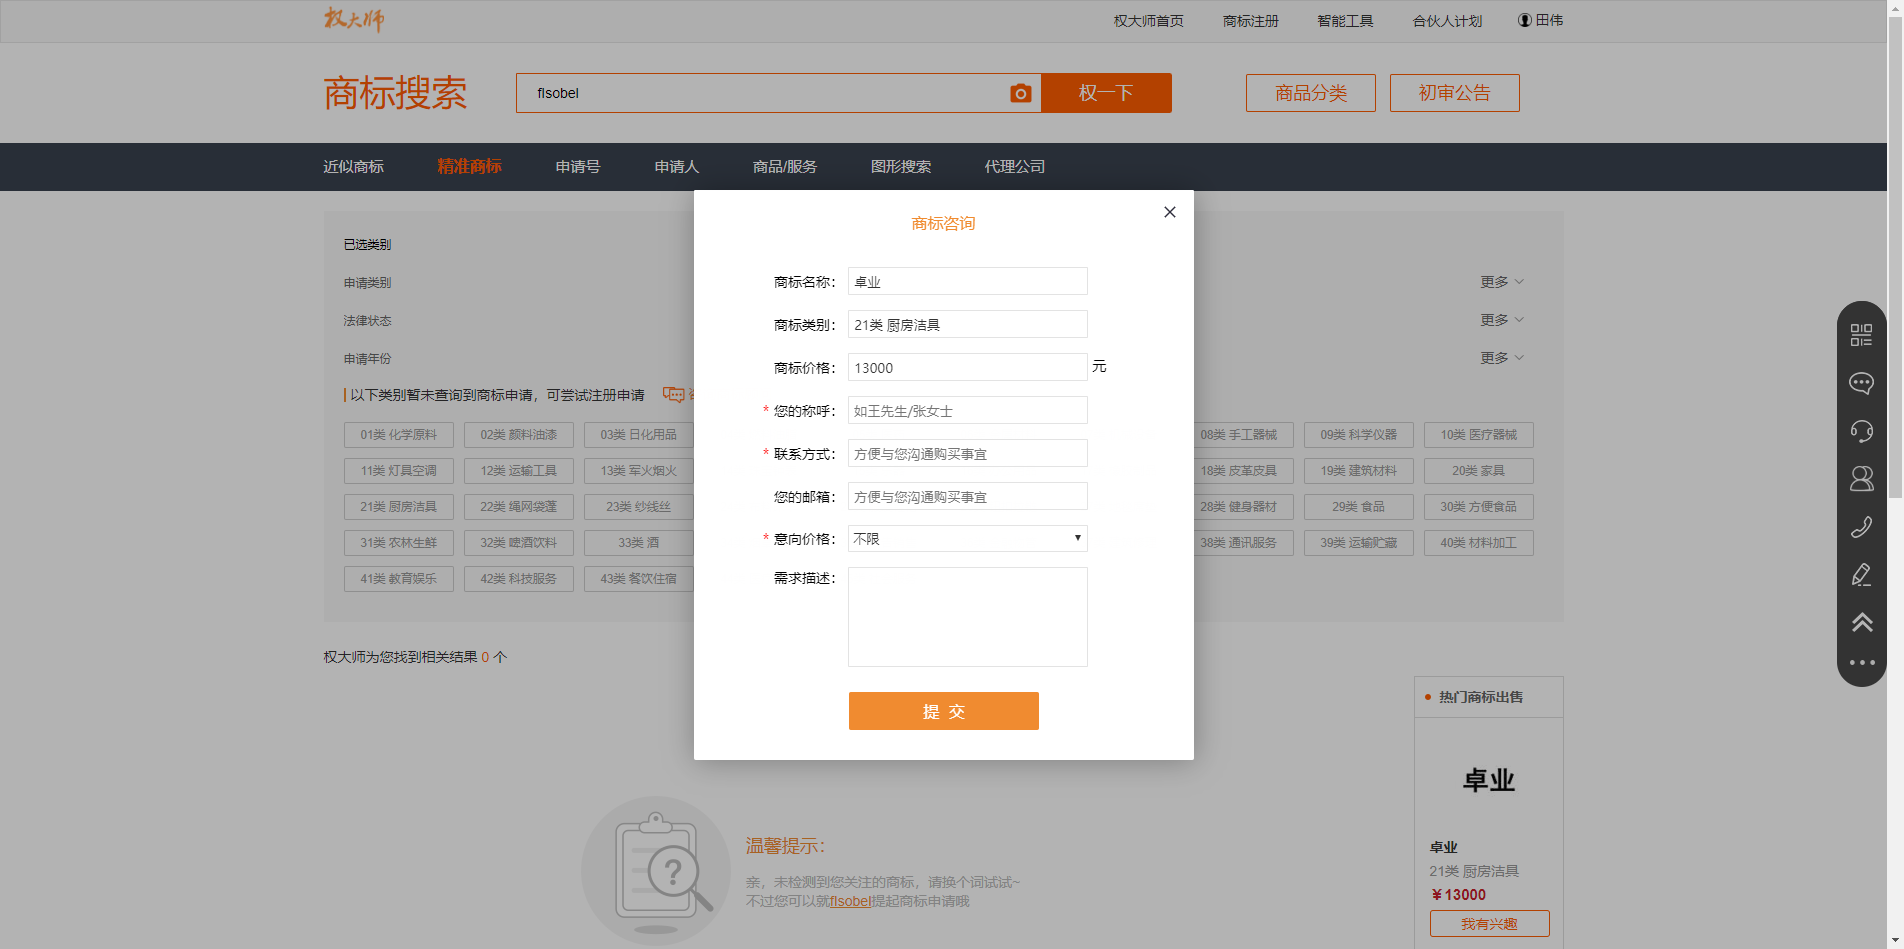 权大师
权大师首页 商标注册 智能工具 合伙人计划 田伟
商标搜索 flsobel 权一下 商品分类 初审公告
近似商标 精准商标 申请号 申请人 商品/服务 图形搜索 代理公司
商标咨询
商标名称： 卓业
商标类别： 21类 厨房洁具
商标价格： 13000 元
* 您的称呼： 如王先生/张女士
* 联系方式： 方便与您沟通购买事宜
您的邮箱： 方便与您沟通购买事宜
* 意向价格： 不限
需求描述：
提 交
已选类别
申请类别 更多
法律状态 更多
申请年份 更多
以下类别暂未查询到商标申请，可尝试注册申请
01类 化学原料 02类 颜料油漆 03类 日化用品 08类 手工器械 09类 科学仪器 10类 医疗器械
11类 灯具空调 12类 运输工具 13类 军火烟火 18类 皮革皮具 19类 建筑材料 20类 家具
21类 厨房洁具 22类 绳网袋篷 23类 纱线丝 28类 健身器材 29类 食品 30类 方便食品
31类 农林生鲜 32类 啤酒饮料 33类 酒 38类 通讯服务 39类 运输贮藏 40类 材料加工
41类 教育娱乐 42类 科技服务 43类 餐饮住宿
权大师为您找到相关结果 0 个
热门商标出售
卓业
卓业
21类 厨房洁具
￥13000
我有兴趣
温馨提示：
亲，未检测到您关注的商标，请换个词试试~
不过您可以就flsobel提起商标申请哦